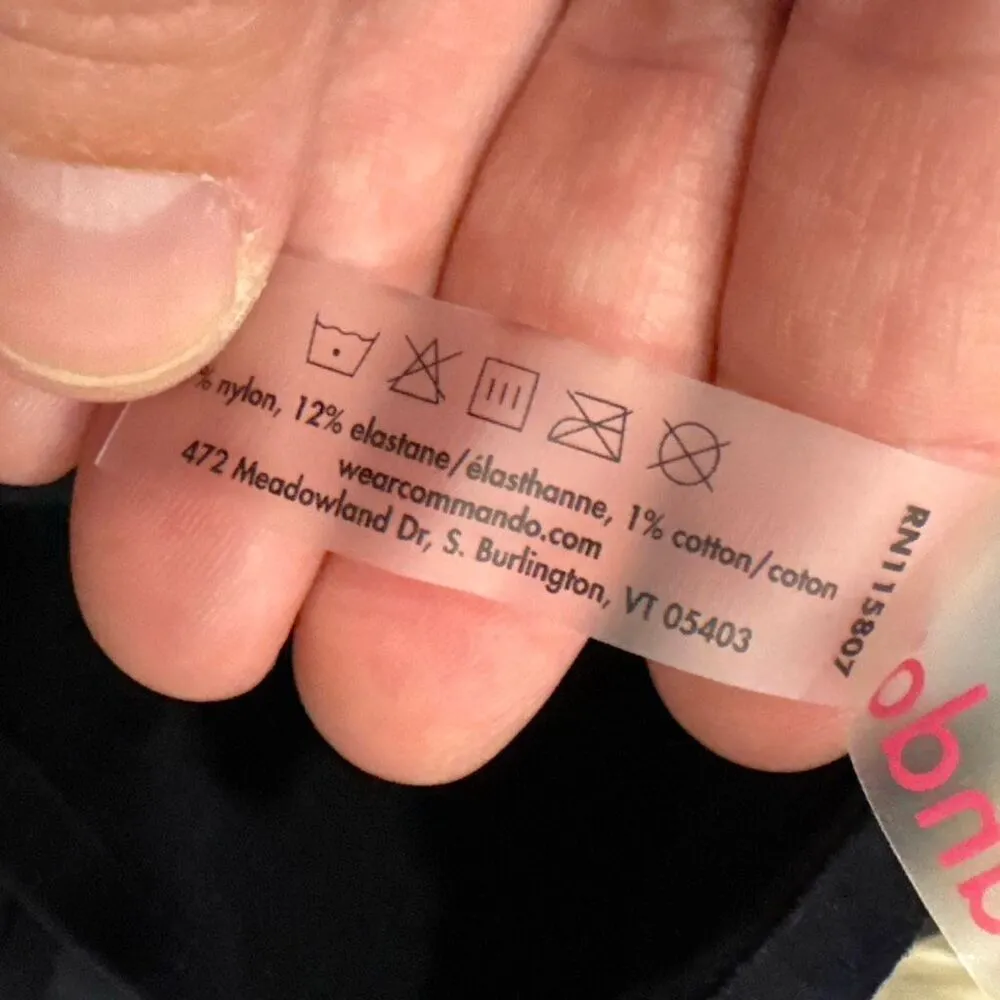 % nylon, 12% elastane/élasthanne, 1% cotton/coton
wearcommando.com
472 Meadowland Dr, S. Burlington, VT 05403
RN115807